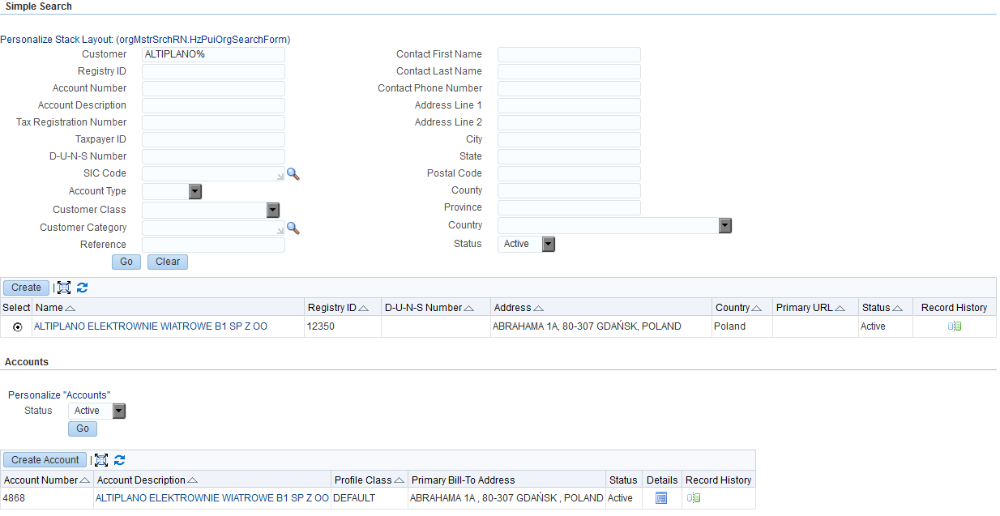 Simple Search
Personalize Stack Layout: (orgMstrSrchRN.HzPuiOrgSearchForm)
Customer ALTIPLANO% Contact First Name
Registry ID Contact Last Name
Account Number Contact Phone Number
Account Description Address Line 1
Tax Registration Number Address Line 2
Taxpayer ID City
D-U-N-S Number State
SIC Code Postal Code
Account Type County
Customer Class Province
Customer Category Country
Reference Status Active
Go Clear
Create
Select Name Registry ID D-U-N-S Number Address Country Primary URL Status Record History
ALTIPLANO ELEKTROWNIE WIATROWE B1 SP Z OO 12350 ABRAHAMA 1A, 80-307 GDAŃSK, POLAND Poland Active
Accounts
Personalize "Accounts"
Status Active
Go
Create Account
Account Number Account Description Profile Class Primary Bill-To Address Status Details Record History
4868 ALTIPLANO ELEKTROWNIE WIATROWE B1 SP Z OO DEFAULT ABRAHAMA 1A , 80-307 GDAŃSK , POLAND Active